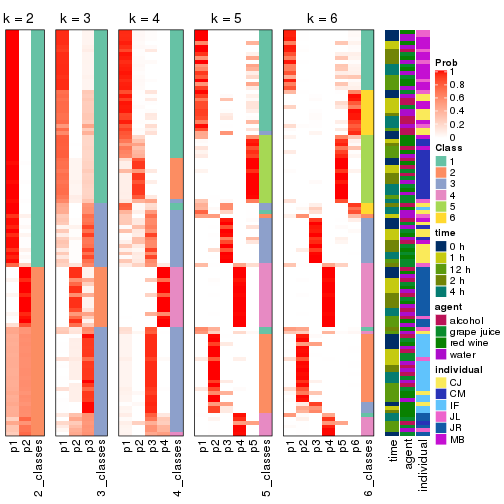 k = 2
k = 3
k = 4
k = 5
k = 6
p1
p2
2_classes
p1
p2
p3
3_classes
p1
p2
p3
p4
4_classes
p1
p2
p3
p4
p5
5_classes
p1
p2
p3
p4
p5
p6
6_classes
time
agent
individual
Prob
1
0.8
0.6
0.4
0.2
0
Class
1
2
3
4
5
6
time
0 h
1 h
12 h
2 h
4 h
agent
alcohol
grape juice
red wine
water
individual
CJ
CM
IF
JL
JR
MB